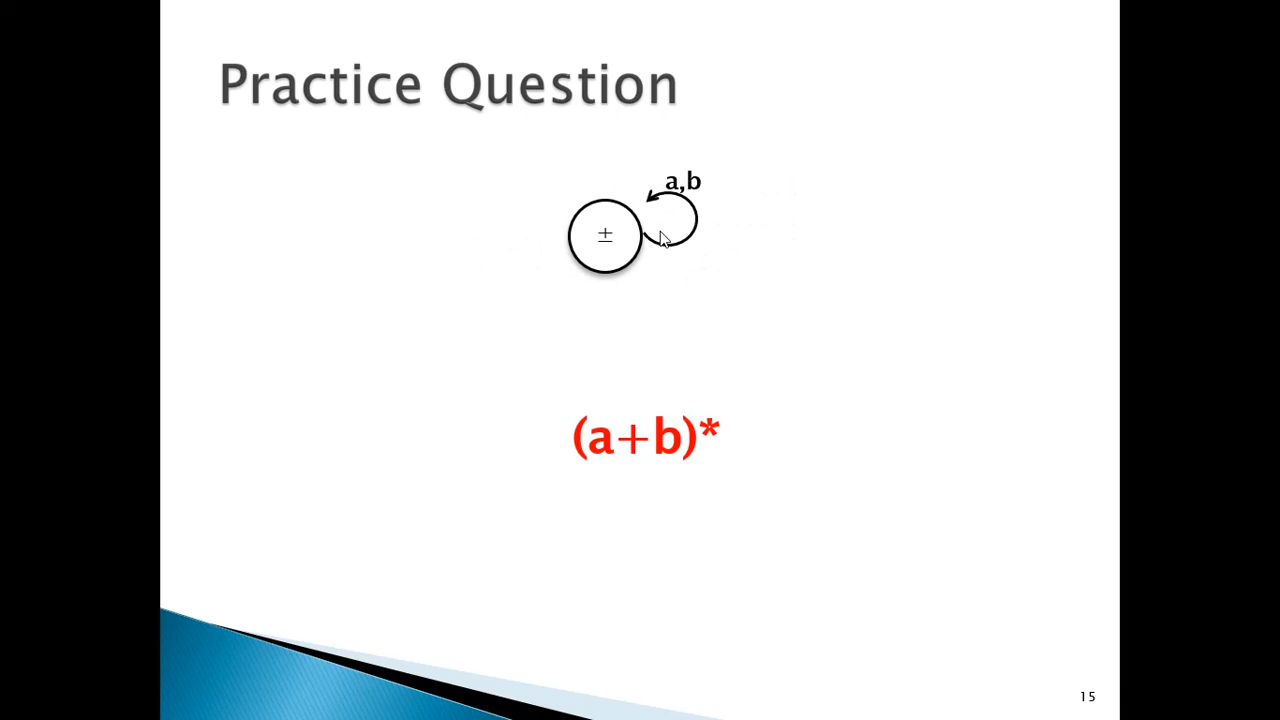 Practice Question
a,b
±
(a+b)*
15